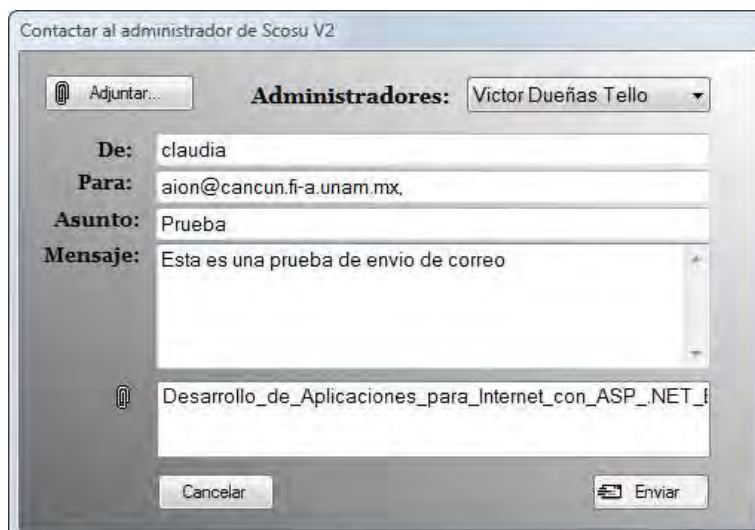 Contactar al administrador de Scosu V2
Adjuntar... Administradores: Victor Dueñas Tello
De: claudia
Para: aion@cancun.fi-a.unam.mx,
Asunto: Prueba
Mensaje: Esta es una prueba de envio de correo
Desarrollo_de_Aplicaciones_para_Internet_con_ASP_.NET_E
Cancelar Enviar